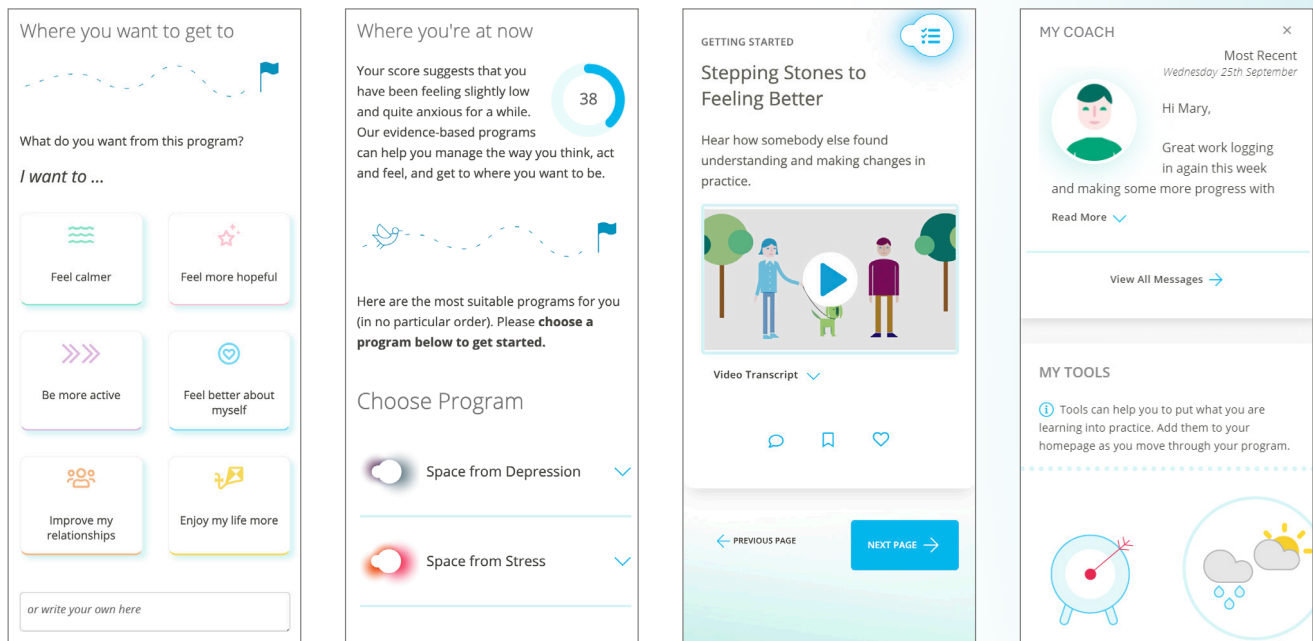 Where you want to get to
What do you want from this program?
I want to ...
Feel calmer
Feel more hopeful
Be more active
Feel better about
myself
Improve my
relationships
Enjoy my life more
or write your own here
Where you're at now
Your score suggests that you
have been feeling slightly low
and quite anxious for a while.
Our evidence-based programs
can help you manage the way you think, act
and feel, and get to where you want to be.
38
Here are the most suitable programs for you
(in no particular order). Please choose a
program below to get started.
Choose Program
Space from Depression
Space from Stress
GETTING STARTED
Stepping Stones to
Feeling Better
Hear how somebody else found
understanding and making changes in
practice.
Video Transcript
PREVIOUS PAGE
NEXT PAGE
MY COACH
Most Recent
Wednesday 25th September
Hi Mary,
Great work logging
in again this week
and making some more progress with
Read More
View All Messages
MY TOOLS
Tools can help you to put what you are
learning into practice. Add them to your
homepage as you move through your program.